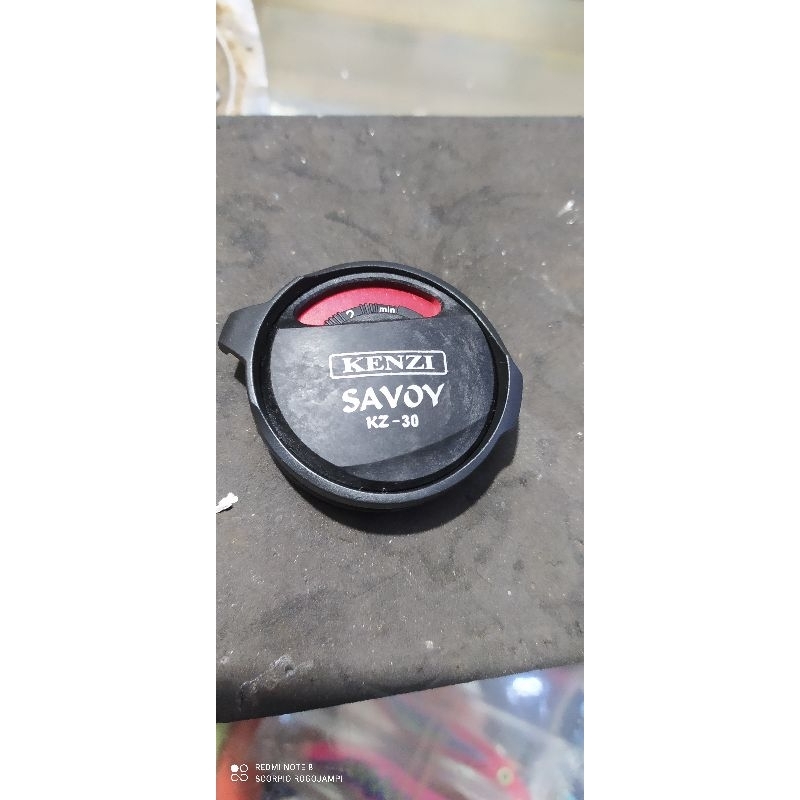 2 min
KENZI
SAVOY
KZ-30
REDMI NOTE 8
SCORPIO ROGOJAMPI